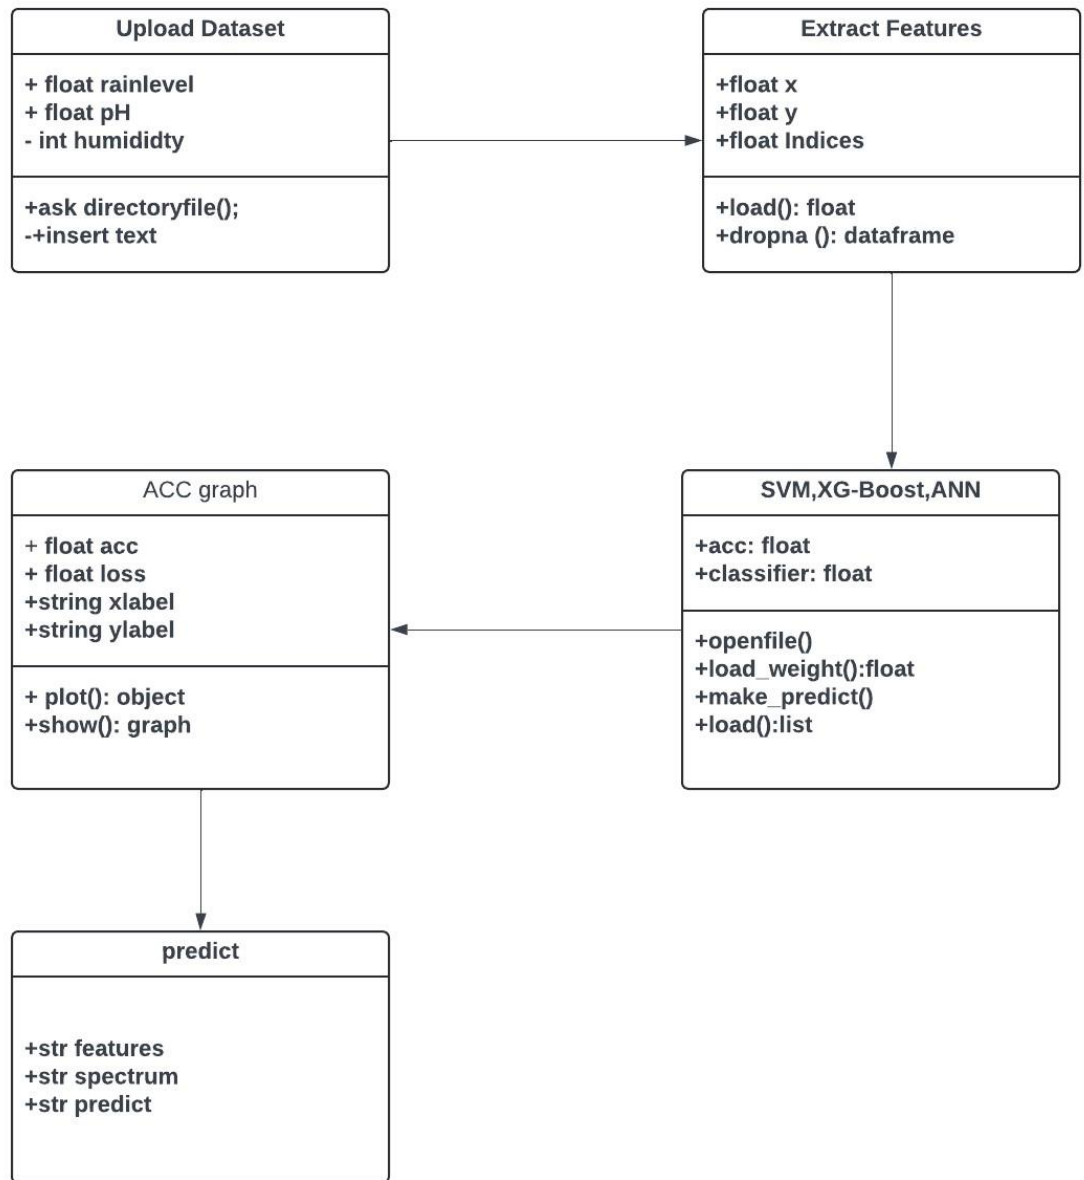 Upload Dataset
+ float rainlevel
+ float pH
- int humididty
+ask directoryfile();
-+insert text
Extract Features
+float x
+float y
+float Indices
+load(): float
+dropna (): dataframe
ACC graph
+ float acc
+ float loss
+string xlabel
+string ylabel
+ plot(): object
+show(): graph
SVM,XG-Boost,ANN
+acc: float
+classifier: float
+openfile()
+load_weight():float
+make_predict()
+load():list
predict
+str features
+str spectrum
+str predict